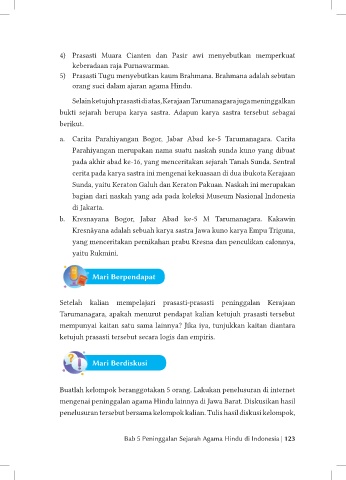 4) Prasasti Muara Cianten dan Pasir awi menyebutkan memperkuat
keberadaan raja Purnawarman.
5) Prasasti Tugu menyebutkan kaum Brahmana. Brahmana adalah sebutan
orang suci dalam ajaran agama Hindu.
Selain ketujuh prasasti di atas, Kerajaan Tarumanagara juga meninggalkan
bukti sejarah berupa karya sastra. Adapun karya sastra tersebut sebagai
berikut.
a. Carita Parahiyangan Bogor, Jabar Abad ke-5 Tarumanagara. Carita
Parahiyangan merupakan nama suatu naskah sunda kuno yang dibuat
pada akhir abad ke-16, yang menceritakan sejarah Tanah Sunda. Sentral
cerita pada karya sastra ini mengenai kekuasaan di dua ibukota Kerajaan
Sunda, yaitu Keraton Galuh dan Keraton Pakuan. Naskah ini merupakan
bagian dari naskah yang ada pada koleksi Museum Nasional Indonesia
di Jakarta.
b. Kresnayana Bogor, Jabar Abad ke-5 M Tarumanagara. Kakawin
Kresnâyana adalah sebuah karya sastra Jawa kuno karya Empu Triguna,
yang menceritakan pernikahan prabu Kresna dan penculikan calonnya,
yaitu Rukmini.
Mari Berpendapat
Setelah kalian mempelajari prasasti-prasasti peninggalan Kerajaan
Tarumanagara, apakah menurut pendapat kalian ketujuh prasasti tersebut
mempunyai kaitan satu sama lainnya? Jika iya, tunjukkan kaitan diantara
ketujuh prasasti tersebut secara logis dan empiris.
Mari Berdiskusi
Buatlah kelompok beranggotakan 5 orang. Lakukan penelusuran di internet
mengenai peninggalan agama Hindu lainnya di Jawa Barat. Diskusikan hasil
penelusuran tersebut bersama kelompok kalian. Tulis hasil diskusi kelompok,
Bab 5 Peninggalan Sejarah Agama Hindu di Indonesia | 123